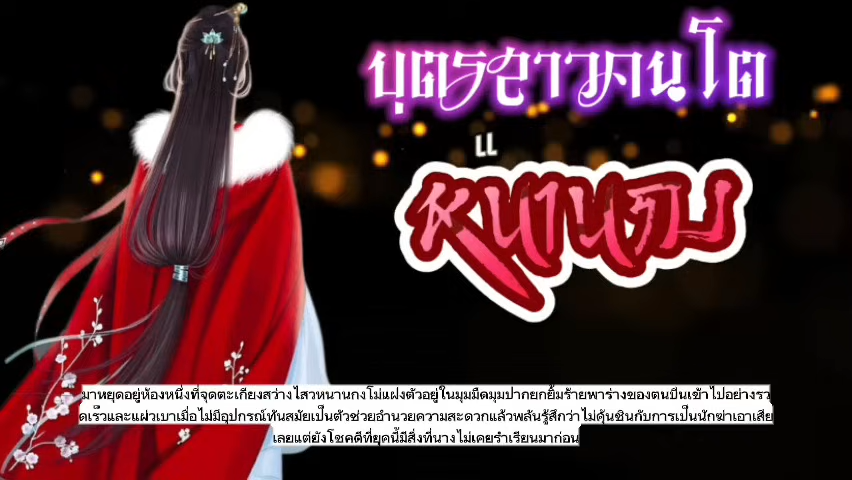 บุตรสาวคนโต
แ
หนานกง
มาหยุดอยู่ห้องหนึ่งที่จุดตะเกียงสว่างไสวหนานกงโม่แฝงตัวอยู่ในมุมมืดมุมปากยกยิ้มร้ายพาร่างของตนบินเข้าไปอย่างรว
ดเร็วและแผ่วเบาเมื่อไม่มีอุปกรณ์ทันสมัยเป็นตัวช่วยอำนวยความสะดวกแล้วพลันรู้สึกว่าไม่คุ้นชินกับการเป็นนักฆ่าเอาเสีย
เลยแต่ยังโชคดีที่ยุคนี้มีสิ่งที่นางไม่เคยร่ำเรียนมาก่อน